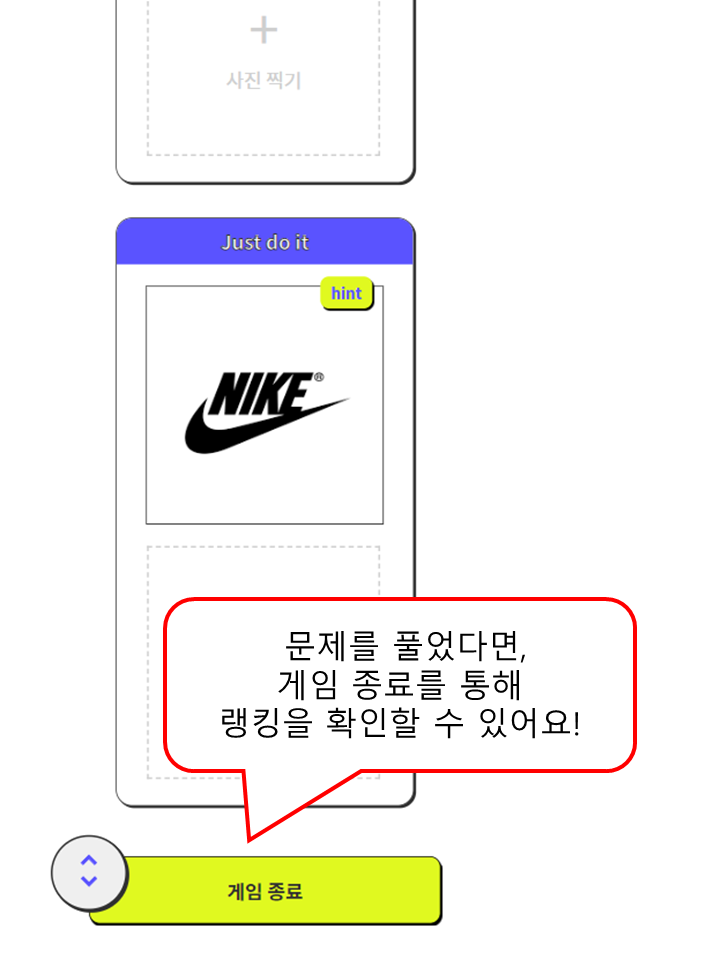 사진 찍기
Just do it
hint
NIKE®
문제를 풀었다면,
게임 종료를 통해
랭킹을 확인할 수 있어요!
게임 종료